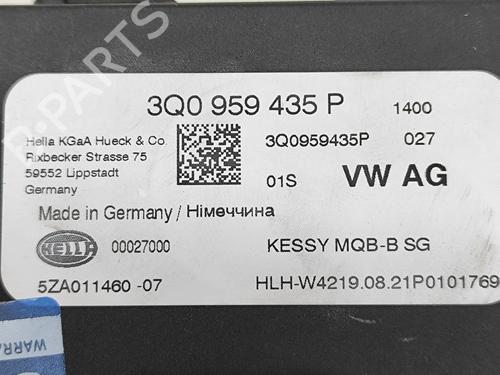 B-PARTS
3Q0 959 435 P 1400
Hella KGaA Hueck & Co. 3Q0959435P 027
Rixbecker Strasse 75
59552 Lippstadt 01S VW AG
Germany
Made in Germany / Німеччина
HELLA 00027000 KESSY MQB-B SG
5ZA011460 -07 HLH-W4219.08.21P0101769